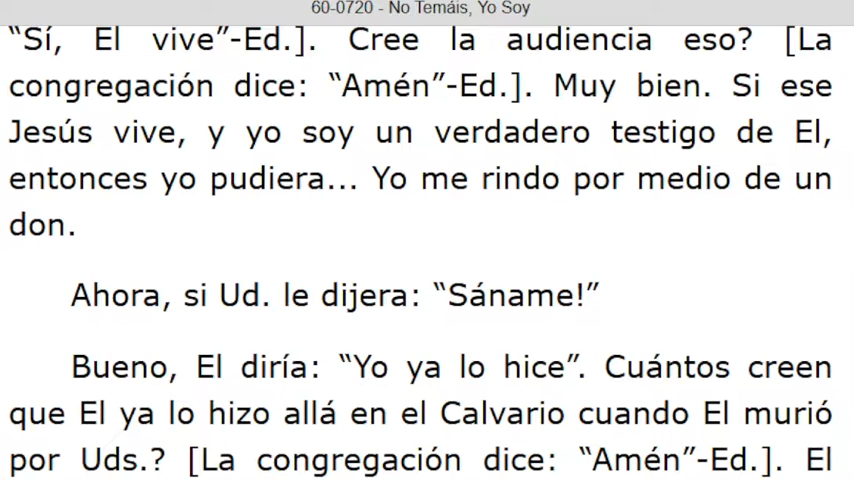 60-0720 - No Temáis, Yo Soy
“Sí, El vive”-Ed.]. Cree la audiencia eso? [La
congregación dice: “Amén”-Ed.]. Muy bien. Si ese
Jesús vive, y yo soy un verdadero testigo de El,
entonces yo pudiera... Yo me rindo por medio de un
don.
Ahora, si Ud. le dijera: “Sáname!”
Bueno, El diría: “Yo ya lo hice”. Cuántos creen
que El ya lo hizo allá en el Calvario cuando El murió
por Uds.? [La congregación dice: “Amén”-Ed.]. El